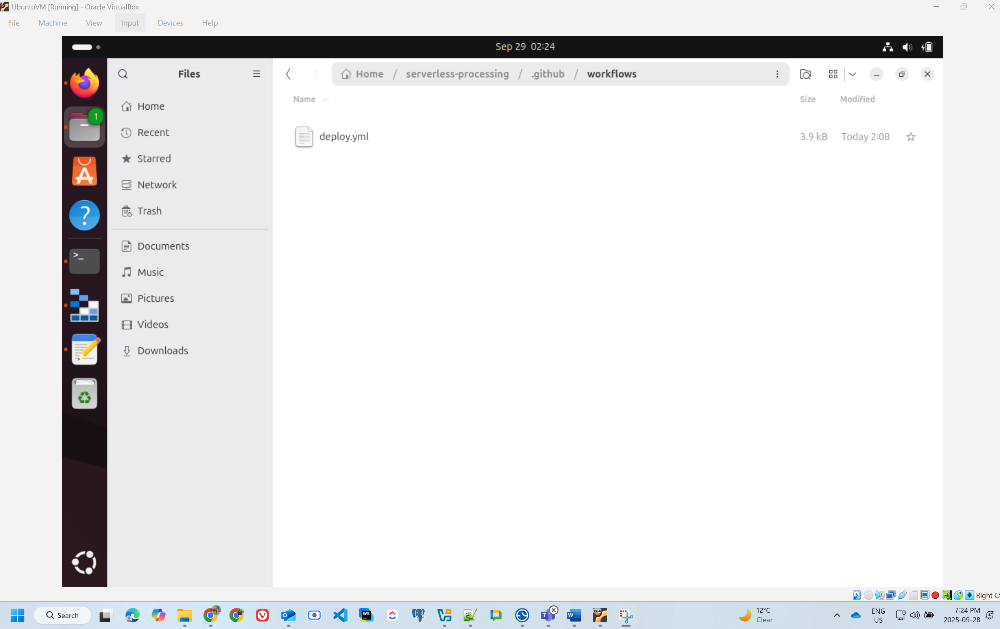 UbuntuVM [Running] - Oracle VirtualBox
File Machine View Input Devices Help
Sep 29 02:24
Files
Home / serverless-processing / .github / workflows
Name Size Modified
Home
1
deploy.yml 3.9 kB Today 2:08
Recent
Starred
Network
Trash
Documents
Music
Pictures
Videos
Downloads
Right C
Search
WS
T
W
x64
12°C
Clear
ENG
US
7:24 PM
2025-09-28